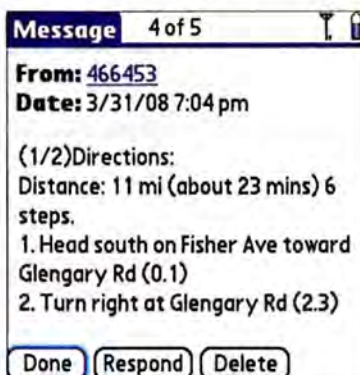 Message 4 of 5
From: 466453
Date: 3/31/08 7:04 pm
(1/2)Directions:
Distance: 11 mi (about 23 mins) 6
steps.
1. Head south on Fisher Ave toward
Glengary Rd (0.1)
2. Turn right at Glengary Rd (2.3)
Done Respond Delete